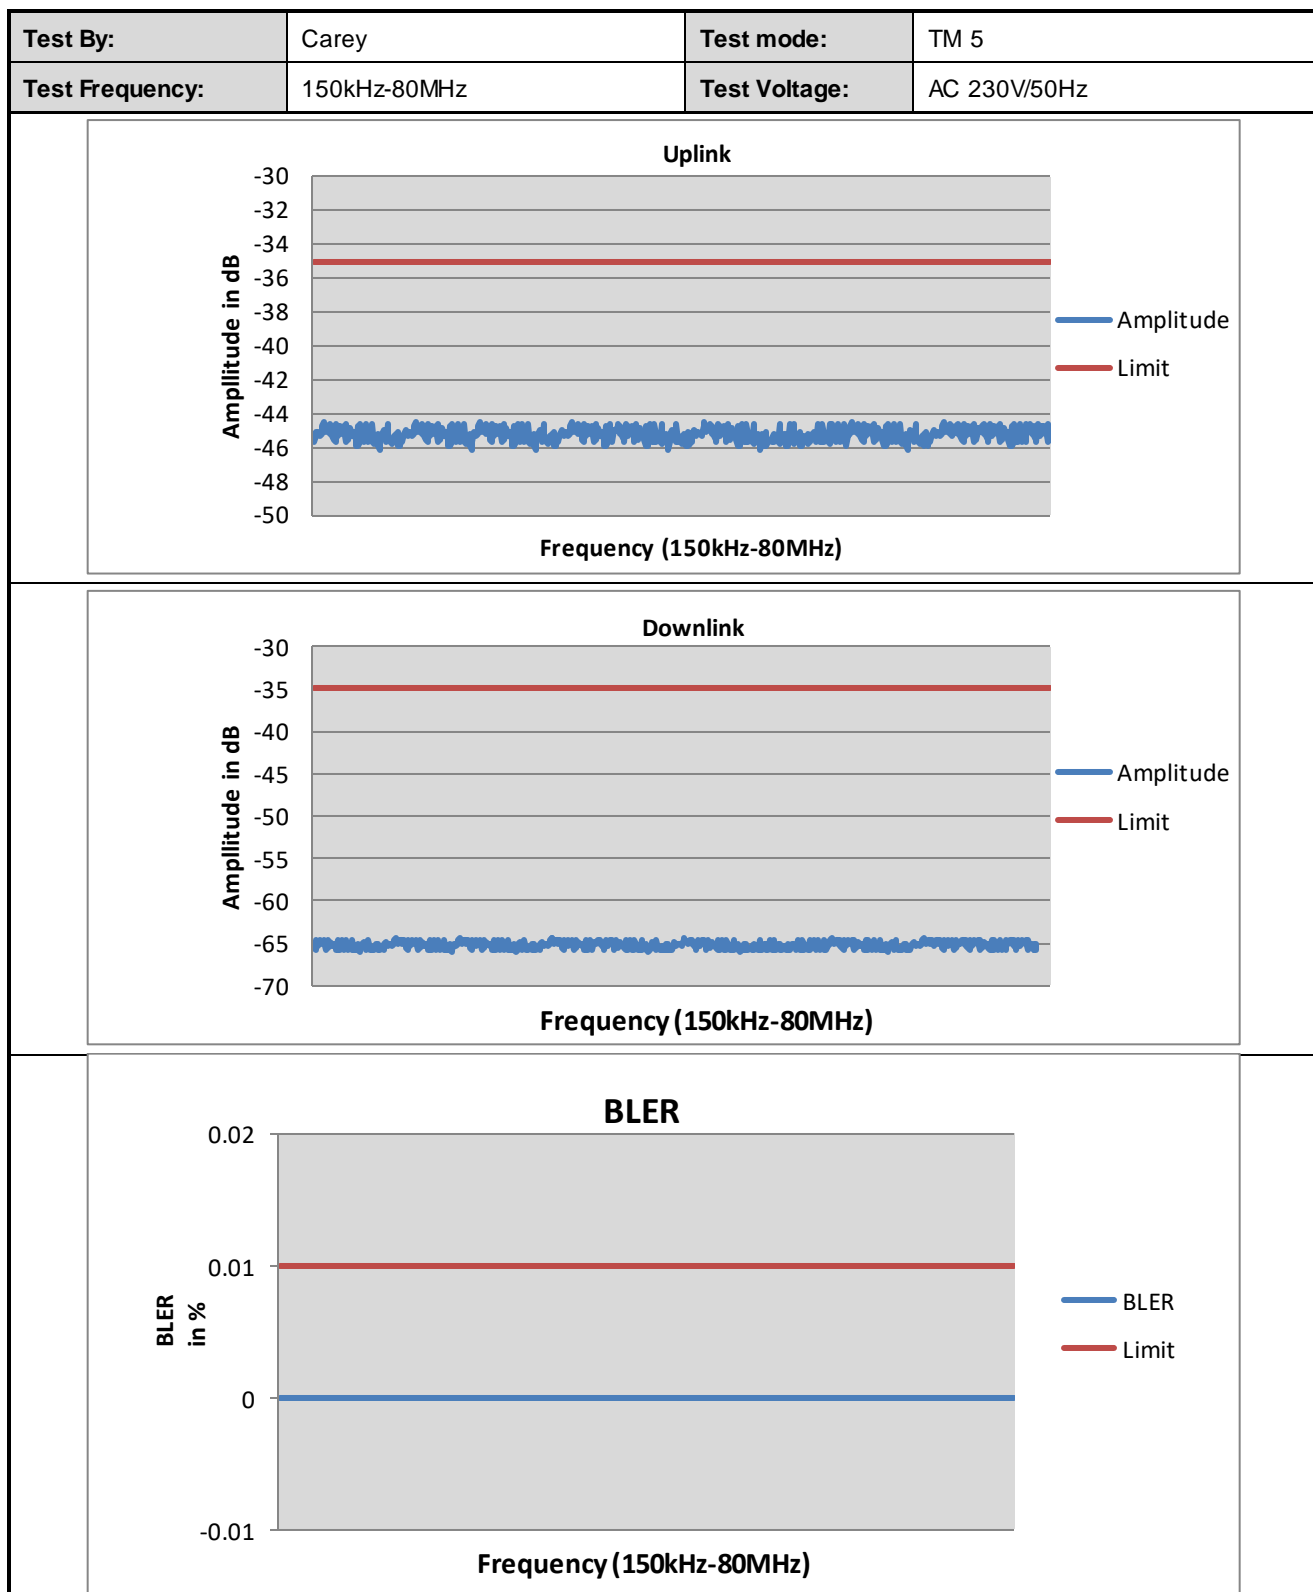 Test By: Carey Test mode: TM 5
Test Frequency: 150kHz-80MHz Test Voltage: AC 230V/50Hz
Uplink
-30
-32
-34
-36
-38
-40
-42
-44
-46
-48
-50
Ampllitude in dB
Amplitude
Limit
Frequency (150kHz-80MHz)
Downlink
-30
-35
-40
-45
-50
-55
-60
-65
-70
Ampllitude in dB
Amplitude
Limit
Frequency (150kHz-80MHz)
BLER
0.02
0.01
0
-0.01
BLER
in %
BLER
Limit
Frequency (150kHz-80MHz)